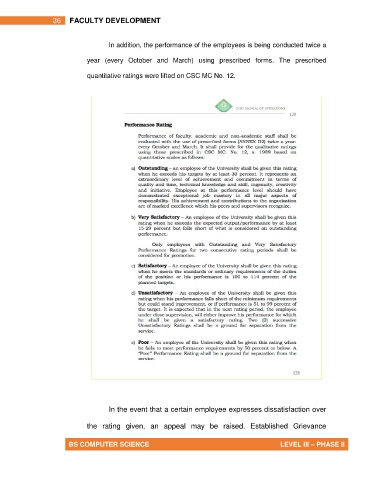 36 FACULTY DEVELOPMENT
In addition, the performance of the employees is being conducted twice a
year (every October and March) using prescribed forms. The prescribed
quantitative ratings were lifted on CSC MC No. 12.
128
Performance Rating
Performance of faculty, academic and non-academic staff shall be
evaluated with the use of prescribed forms (ANNEX D2) twice a year:
every October and March. It shall provide for the qualitative ratings
using those prescribed in CSC MC. No. 12, s. 1989 based on
quantitative scales as follows:
a) Outstanding – an employee of the University shall be given this rating
when he exceeds his targets by at least 30 percent. It represents an
extraordinary level of achievement and commitment in terms of
quality and time, technical knowledge and skill, ingenuity, creativity
and initiative. Employee at this performance level should have
demonstrated exceptional job mastery in all major aspects of
responsibility. His achievement and contributions to the organization
are of marked excellence which his peers and supervisors recognize.
b) Very Satisfactory – An employee of the University shall be given this
rating when he exceeds the expected output/performance by at least
15-29 percent but falls short of what is considered an outstanding
performance.
Only employees with Outstanding and Very Satisfactory
Performance Ratings for two consecutive rating periods shall be
considered for promotion.
c) Satisfactory – An employee of the University shall be given this rating
when he meets the standards or ordinary requirements of the duties
of the position or his performance is 100 to 114 percent of the
planned targets.
d) Unsatisfactory – An employee of the University shall be given this
rating when his performance falls short of the minimum requirements
but could stand improvement, or if performance is 51 to 99 percent of
the target. It is expected that in the next rating period, the employee
under close supervision, will either improve his performance for which
he shall be given a satisfactory rating. Two (2) successive
Unsatisfactory Ratings shall be a ground for separation from the
service.
e) Poor – An employee of the University shall be given this rating when
he fails to meet performance requirements by 50 percent or below. A
"Poor" Performance Rating shall be a ground for separation from the
service.
128
In the event that a certain employee expresses dissatisfaction over
the rating given, an appeal may be raised. Established Grievance
BS COMPUTER SCIENCE LEVEL III – PHASE II